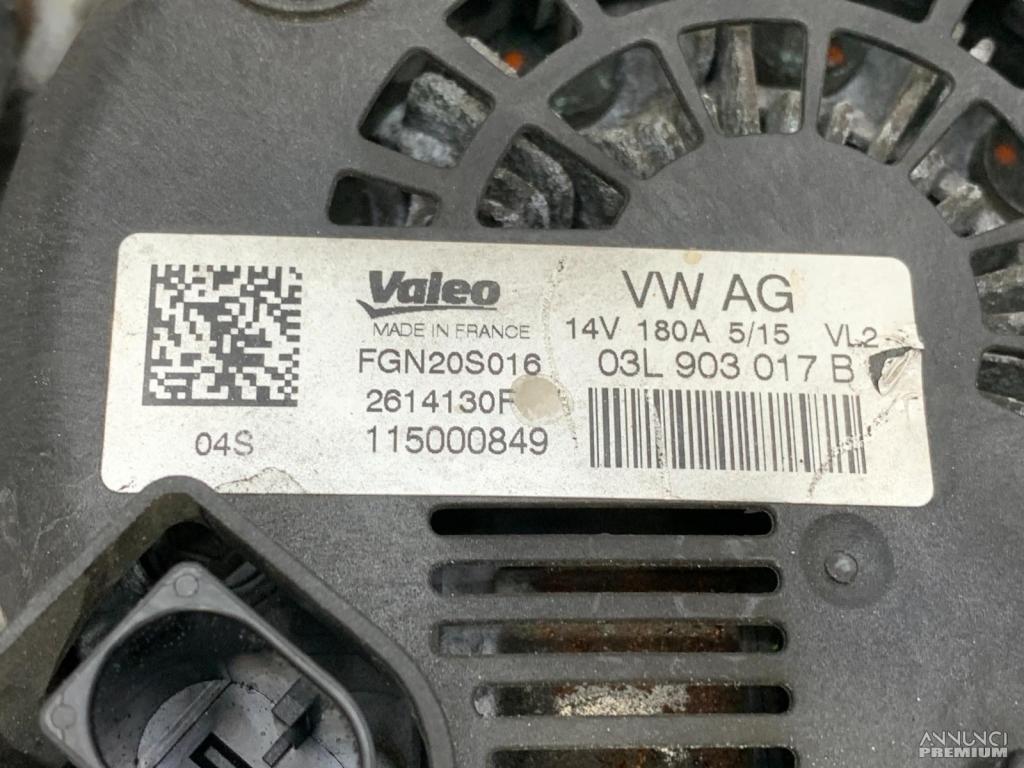 Valeo
MADE IN FRANCE
FGN20S016
2614130F
115000849
04S
VW AG
14V 180A 5/15 VL2
03L 903 017 B
ANNUNCI
PREMIUM